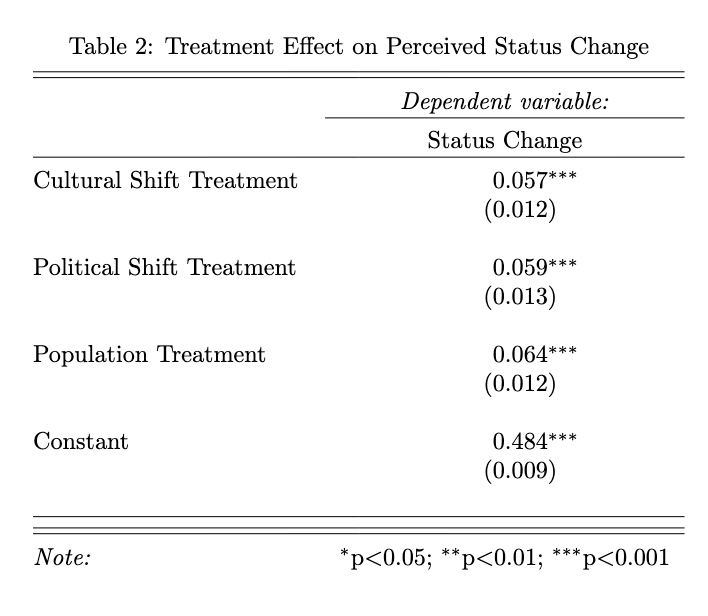 Table 2: Treatment Effect on Perceived Status Change
Dependent variable:
Status Change
Cultural Shift Treatment 0.057***
(0.012)
Political Shift Treatment 0.059***
(0.013)
Population Treatment 0.064***
(0.012)
Constant 0.484***
(0.009)
Note: *p<0.05; **p<0.01; ***p<0.001